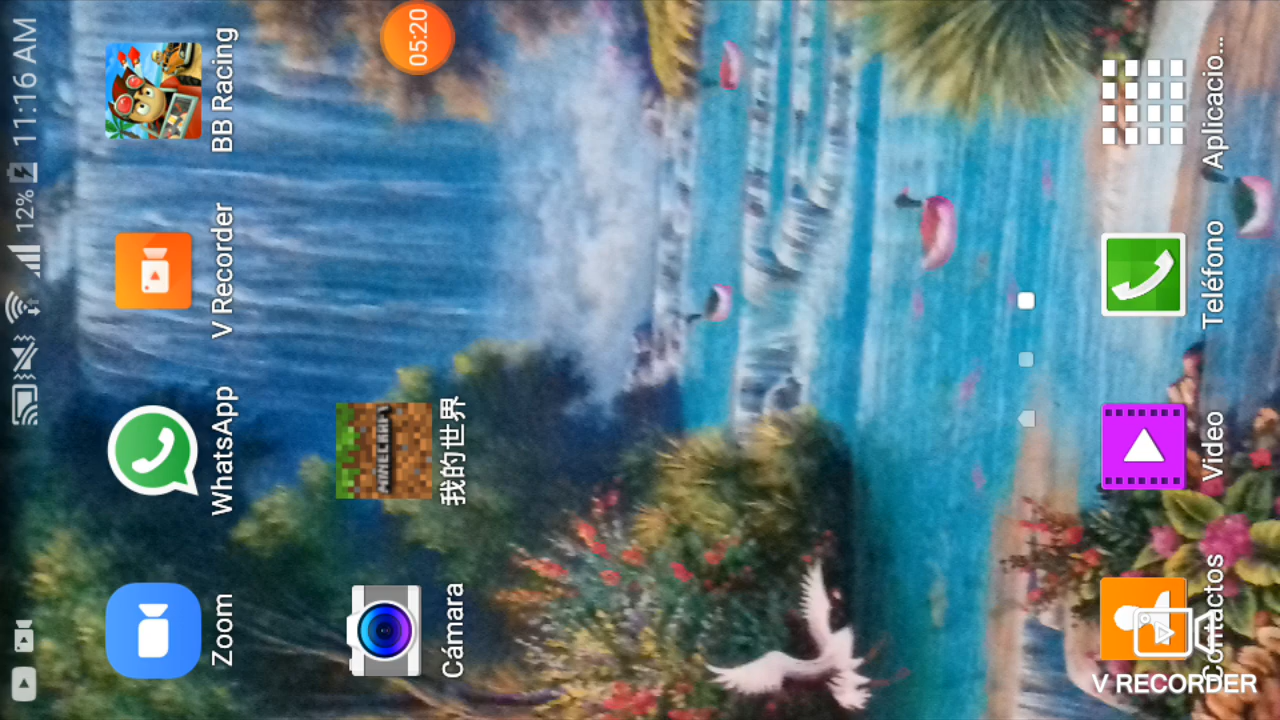 12% 11:16 AM
05:20
Zoom
WhatsApp
V Recorder
BB Racing
Cámara
MINECRAFT
我的世界
Contactos
Video
Teléfono
Aplicacio...
V RECORDER